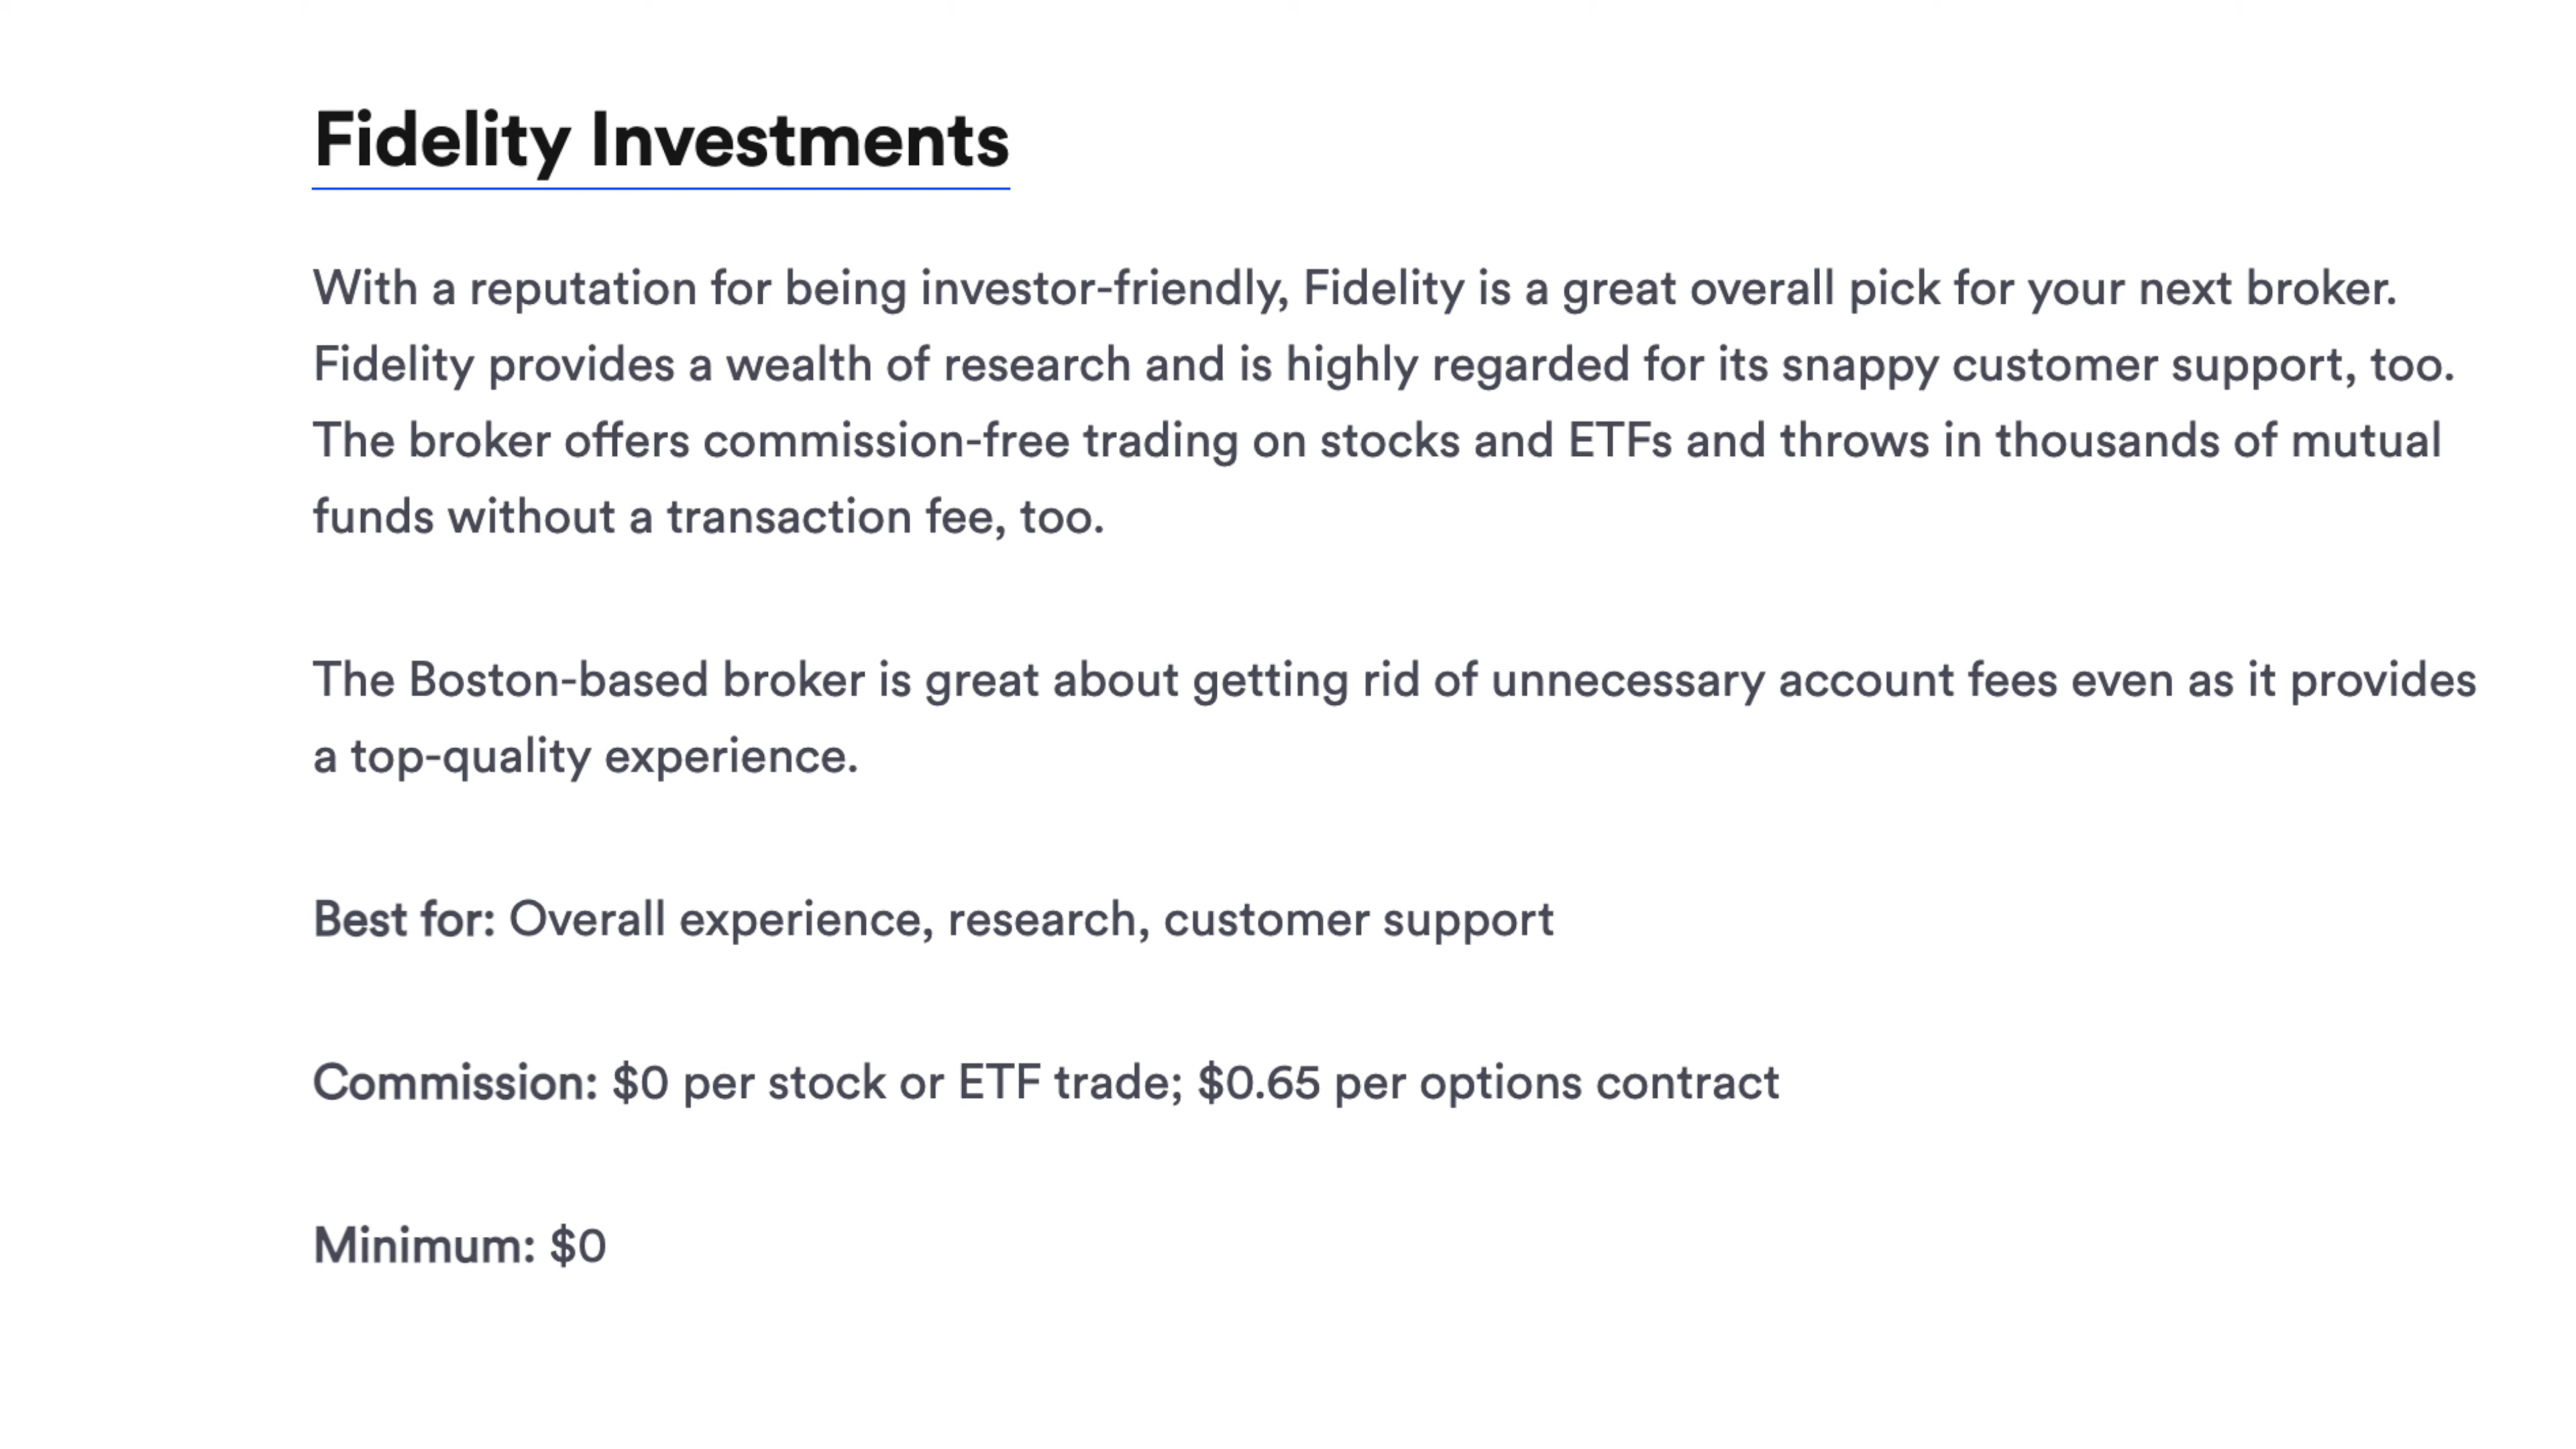 Fidelity Investments
With a reputation for being investor-friendly, Fidelity is a great overall pick for your next broker.
Fidelity provides a wealth of research and is highly regarded for its snappy customer support, too.
The broker offers commission-free trading on stocks and ETFs and throws in thousands of mutual
funds without a transaction fee, too.
The Boston-based broker is great about getting rid of unnecessary account fees even as it provides
a top-quality experience.
Best for: Overall experience, research, customer support
Commission: $0 per stock or ETF trade; $0.65 per options contract
Minimum: $0